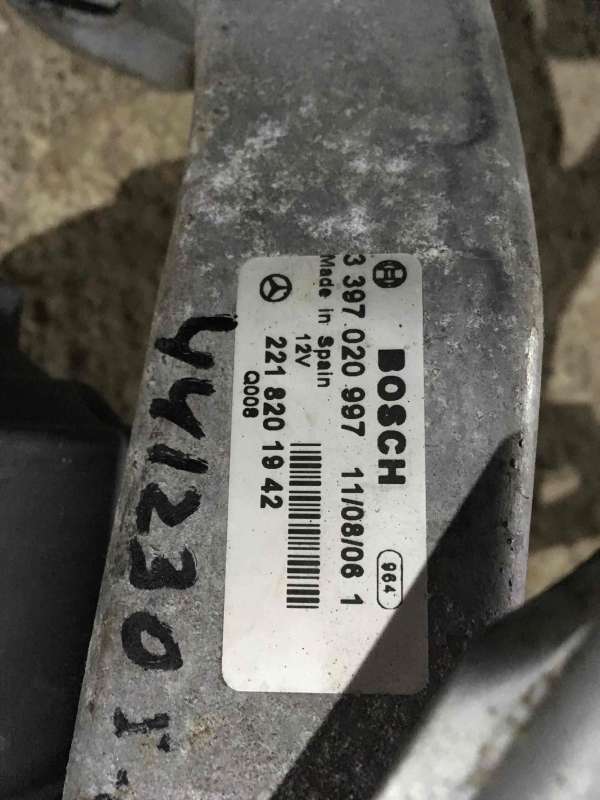 BOSCH
964
3 397 020 997 11/08/06 1
Made in Spain
12V
221 820 19 42
Q008
441230